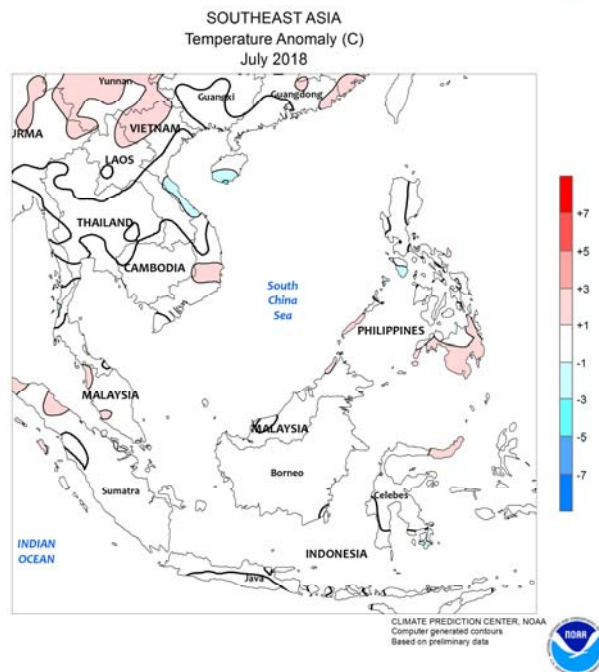 SOUTHEAST ASIA
Temperature Anomaly (C)
July 2018
Yunnan
Guangxi
Guangdong
URMA
VIETNAM
LAOS
THAILAND
CAMBODIA
South
China
Sea
PHILIPPINES
MALAYSIA
MALAYSIA
Borneo
Sumatra
Celebes
INDIAN
OCEAN
INDONESIA
Java
+7
+5
+3
+1
-1
-3
-5
-7
CLIMATE PREDICTION CENTER, NOAA
Computer generated contours
Based on preliminary data
NOAA